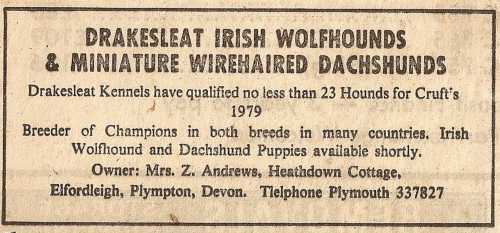 DRAKESLEAT IRISH WOLFHOUNDS
& MINIATURE WIREHAIRED DACHSHUNDS
Drakesleat Kennels have qualified no less than 23 Hounds for Cruft's
1979
Breeder of Champions in both breeds in many countries. Irish
Wolfhound and Dachshund Puppies available shortly.
Owner: Mrs. Z. Andrews, Heathdown Cottage,
Elfordleigh, Plympton, Devon. Tlelphone Plymouth 337827